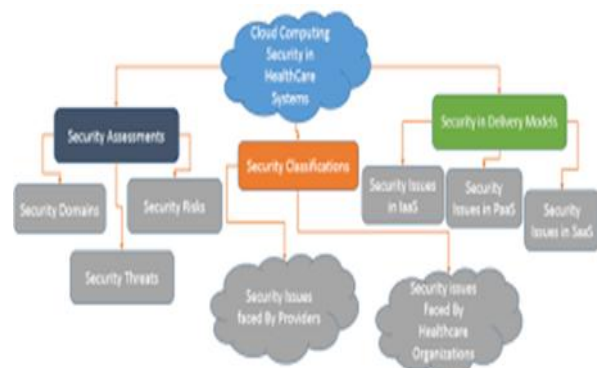 Cloud Computing
Security in
HealthCare
Systems
Security Assessments
Security in Delivery Models
Security Classifications
Security Domains
Security Risks
Security Issues
in IaaS
Security
Issues in PaaS
Security
Issues in SaaS
Security Threats
Security Issues
faced By Providers
Security issues
Faced By
Healthcare
Organizations